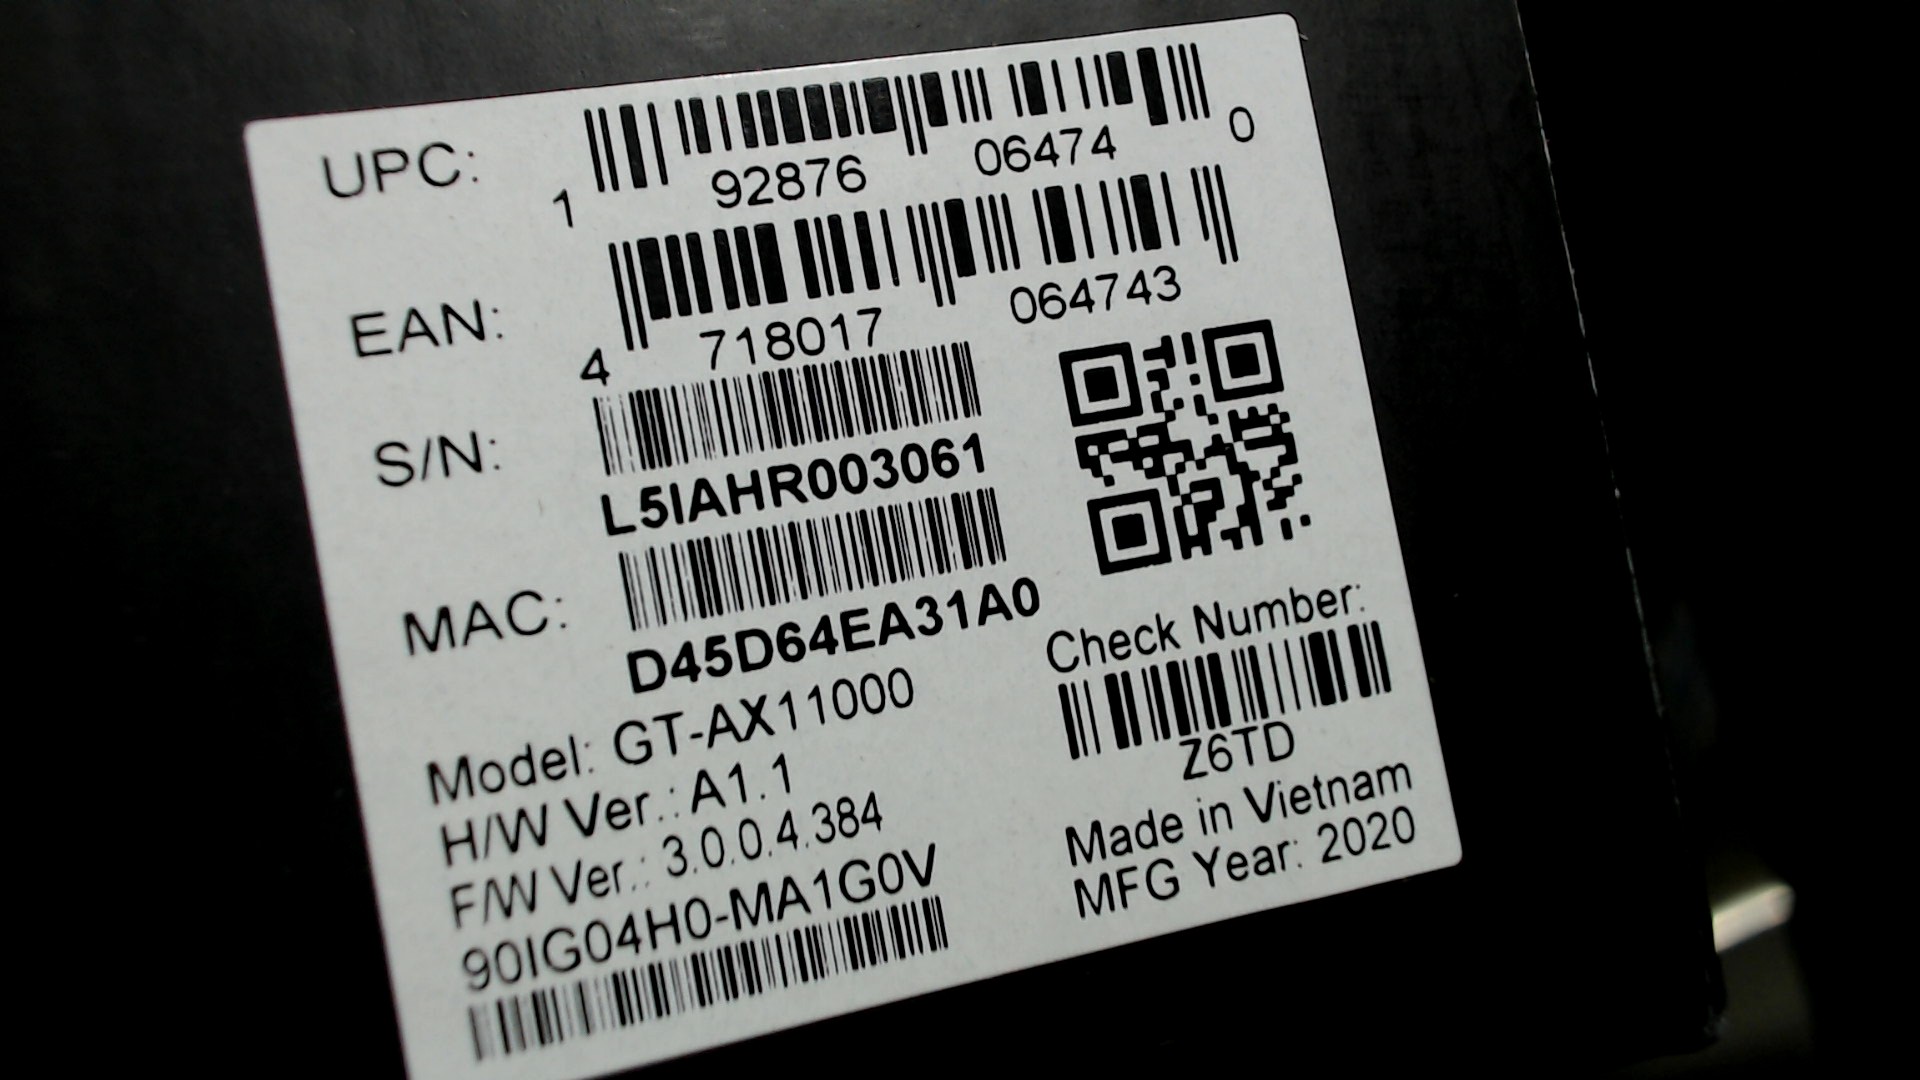 UPC: 1 92876 06474 0
EAN: 4 718017 064743
S/N: L5IAHR003061
MAC: D45D64EA31A0
Model: GT-AX11000
H/W Ver.: A1.1
F/W Ver.: 3.0.0.4.384
90IG04H0-MA1G0V
Check Number:
Z6TD
Made in Vietnam
MFG Year: 2020